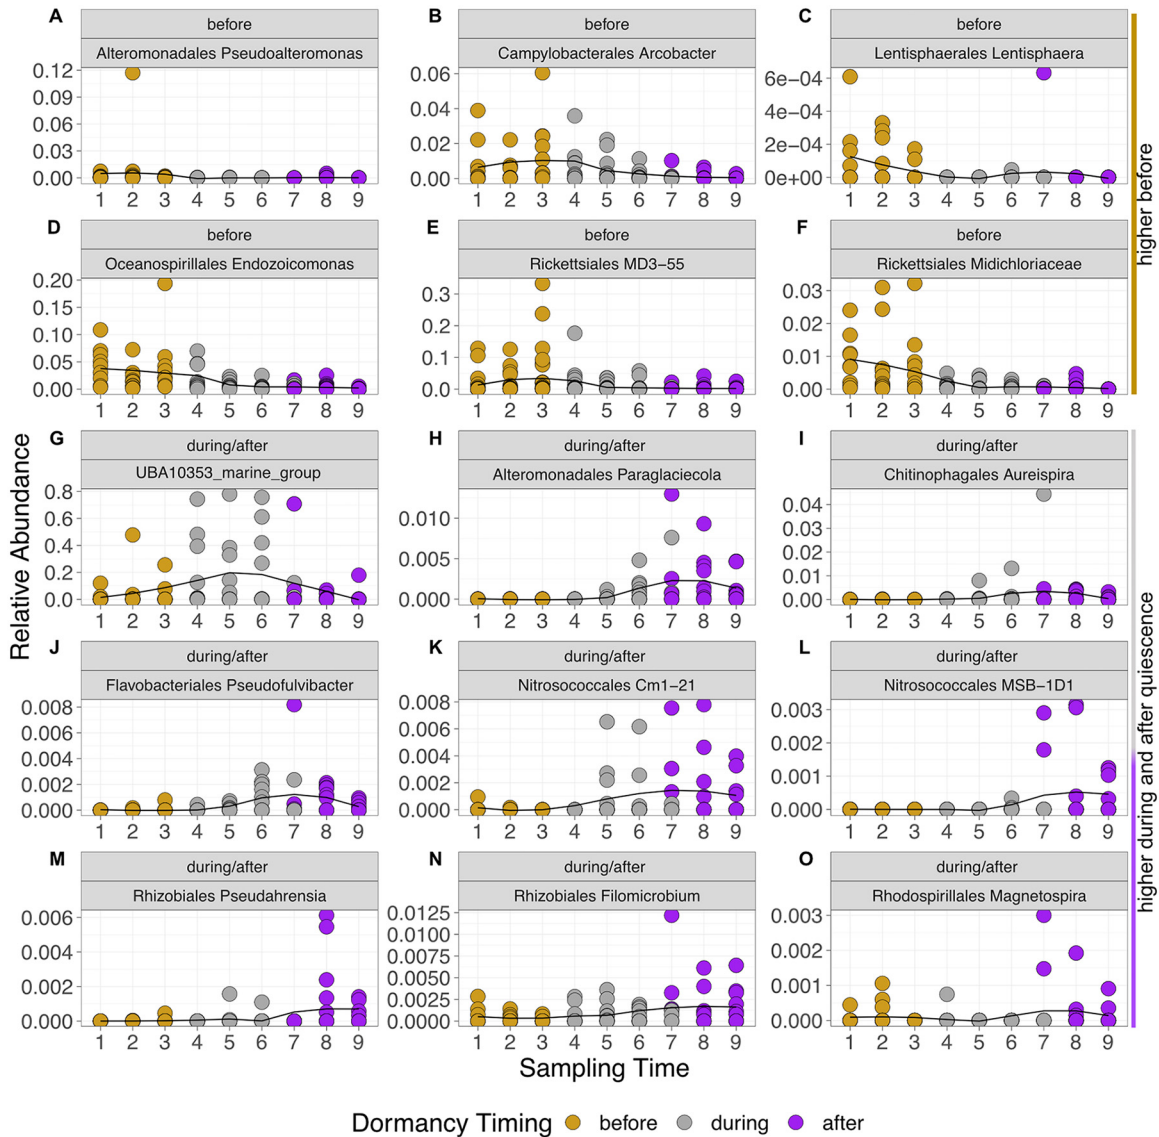 A B C
before before before
Alteromonadales Pseudoalteromonas Campylobacterales Arcobacter Lentisphaerales Lentisphaera
0.12 0.09 0.06 0.03 0.00
0.06 0.04 0.02 0.00
6e−04 4e−04 2e−04 0e+00
1 2 3 4 5 6 7 8 9 1 2 3 4 5 6 7 8 9 1 2 3 4 5 6 7 8 9
D E F
before before before
Oceanospirillales Endozoicomonas Rickettsiales MD3−55 Rickettsiales Midichloriaceae
0.20 0.15 0.10 0.05 0.00
0.3 0.2 0.1 0.0
0.03 0.02 0.01 0.00
1 2 3 4 5 6 7 8 9 1 2 3 4 5 6 7 8 9 1 2 3 4 5 6 7 8 9
higher before
G H I
during/after during/after during/after
UBA10353_marine_group Alteromonadales Paraglaciecola Chitinophagales Aureispira
0.8 0.6 0.4 0.2 0.0
0.010 0.005 0.000
0.04 0.03 0.02 0.01 0.00
1 2 3 4 5 6 7 8 9 1 2 3 4 5 6 7 8 9 1 2 3 4 5 6 7 8 9
Relative Abundance
J K L
during/after during/after during/after
Flavobacteriales Pseudofulvibacter Nitrosococcales Cm1−21 Nitrosococcales MSB−1D1
0.008 0.006 0.004 0.002 0.000
0.008 0.006 0.004 0.002 0.000
0.003 0.002 0.001 0.000
1 2 3 4 5 6 7 8 9 1 2 3 4 5 6 7 8 9 1 2 3 4 5 6 7 8 9
M N O
during/after during/after during/after
Rhizobiales Pseudahrensia Rhizobiales Filomicrobium Rhodospirillales Magnetospira
0.006 0.004 0.002 0.000
0.0125 0.0100 0.0075 0.0050 0.0025 0.0000
0.003 0.002 0.001 0.000
1 2 3 4 5 6 7 8 9 1 2 3 4 5 6 7 8 9 1 2 3 4 5 6 7 8 9
higher during and after quiescence
Sampling Time
Dormancy Timing before during after